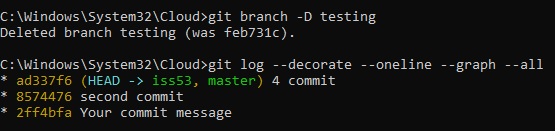 C:\Windows\System32\Cloud>git branch -D testing
Deleted branch testing (was feb731c).
C:\Windows\System32\Cloud>git log --decorate --oneline --graph --all
* ad337f6 (HEAD -> iss53, master) 4 commit
* 8574476 second commit
* 2ff4bfa Your commit message